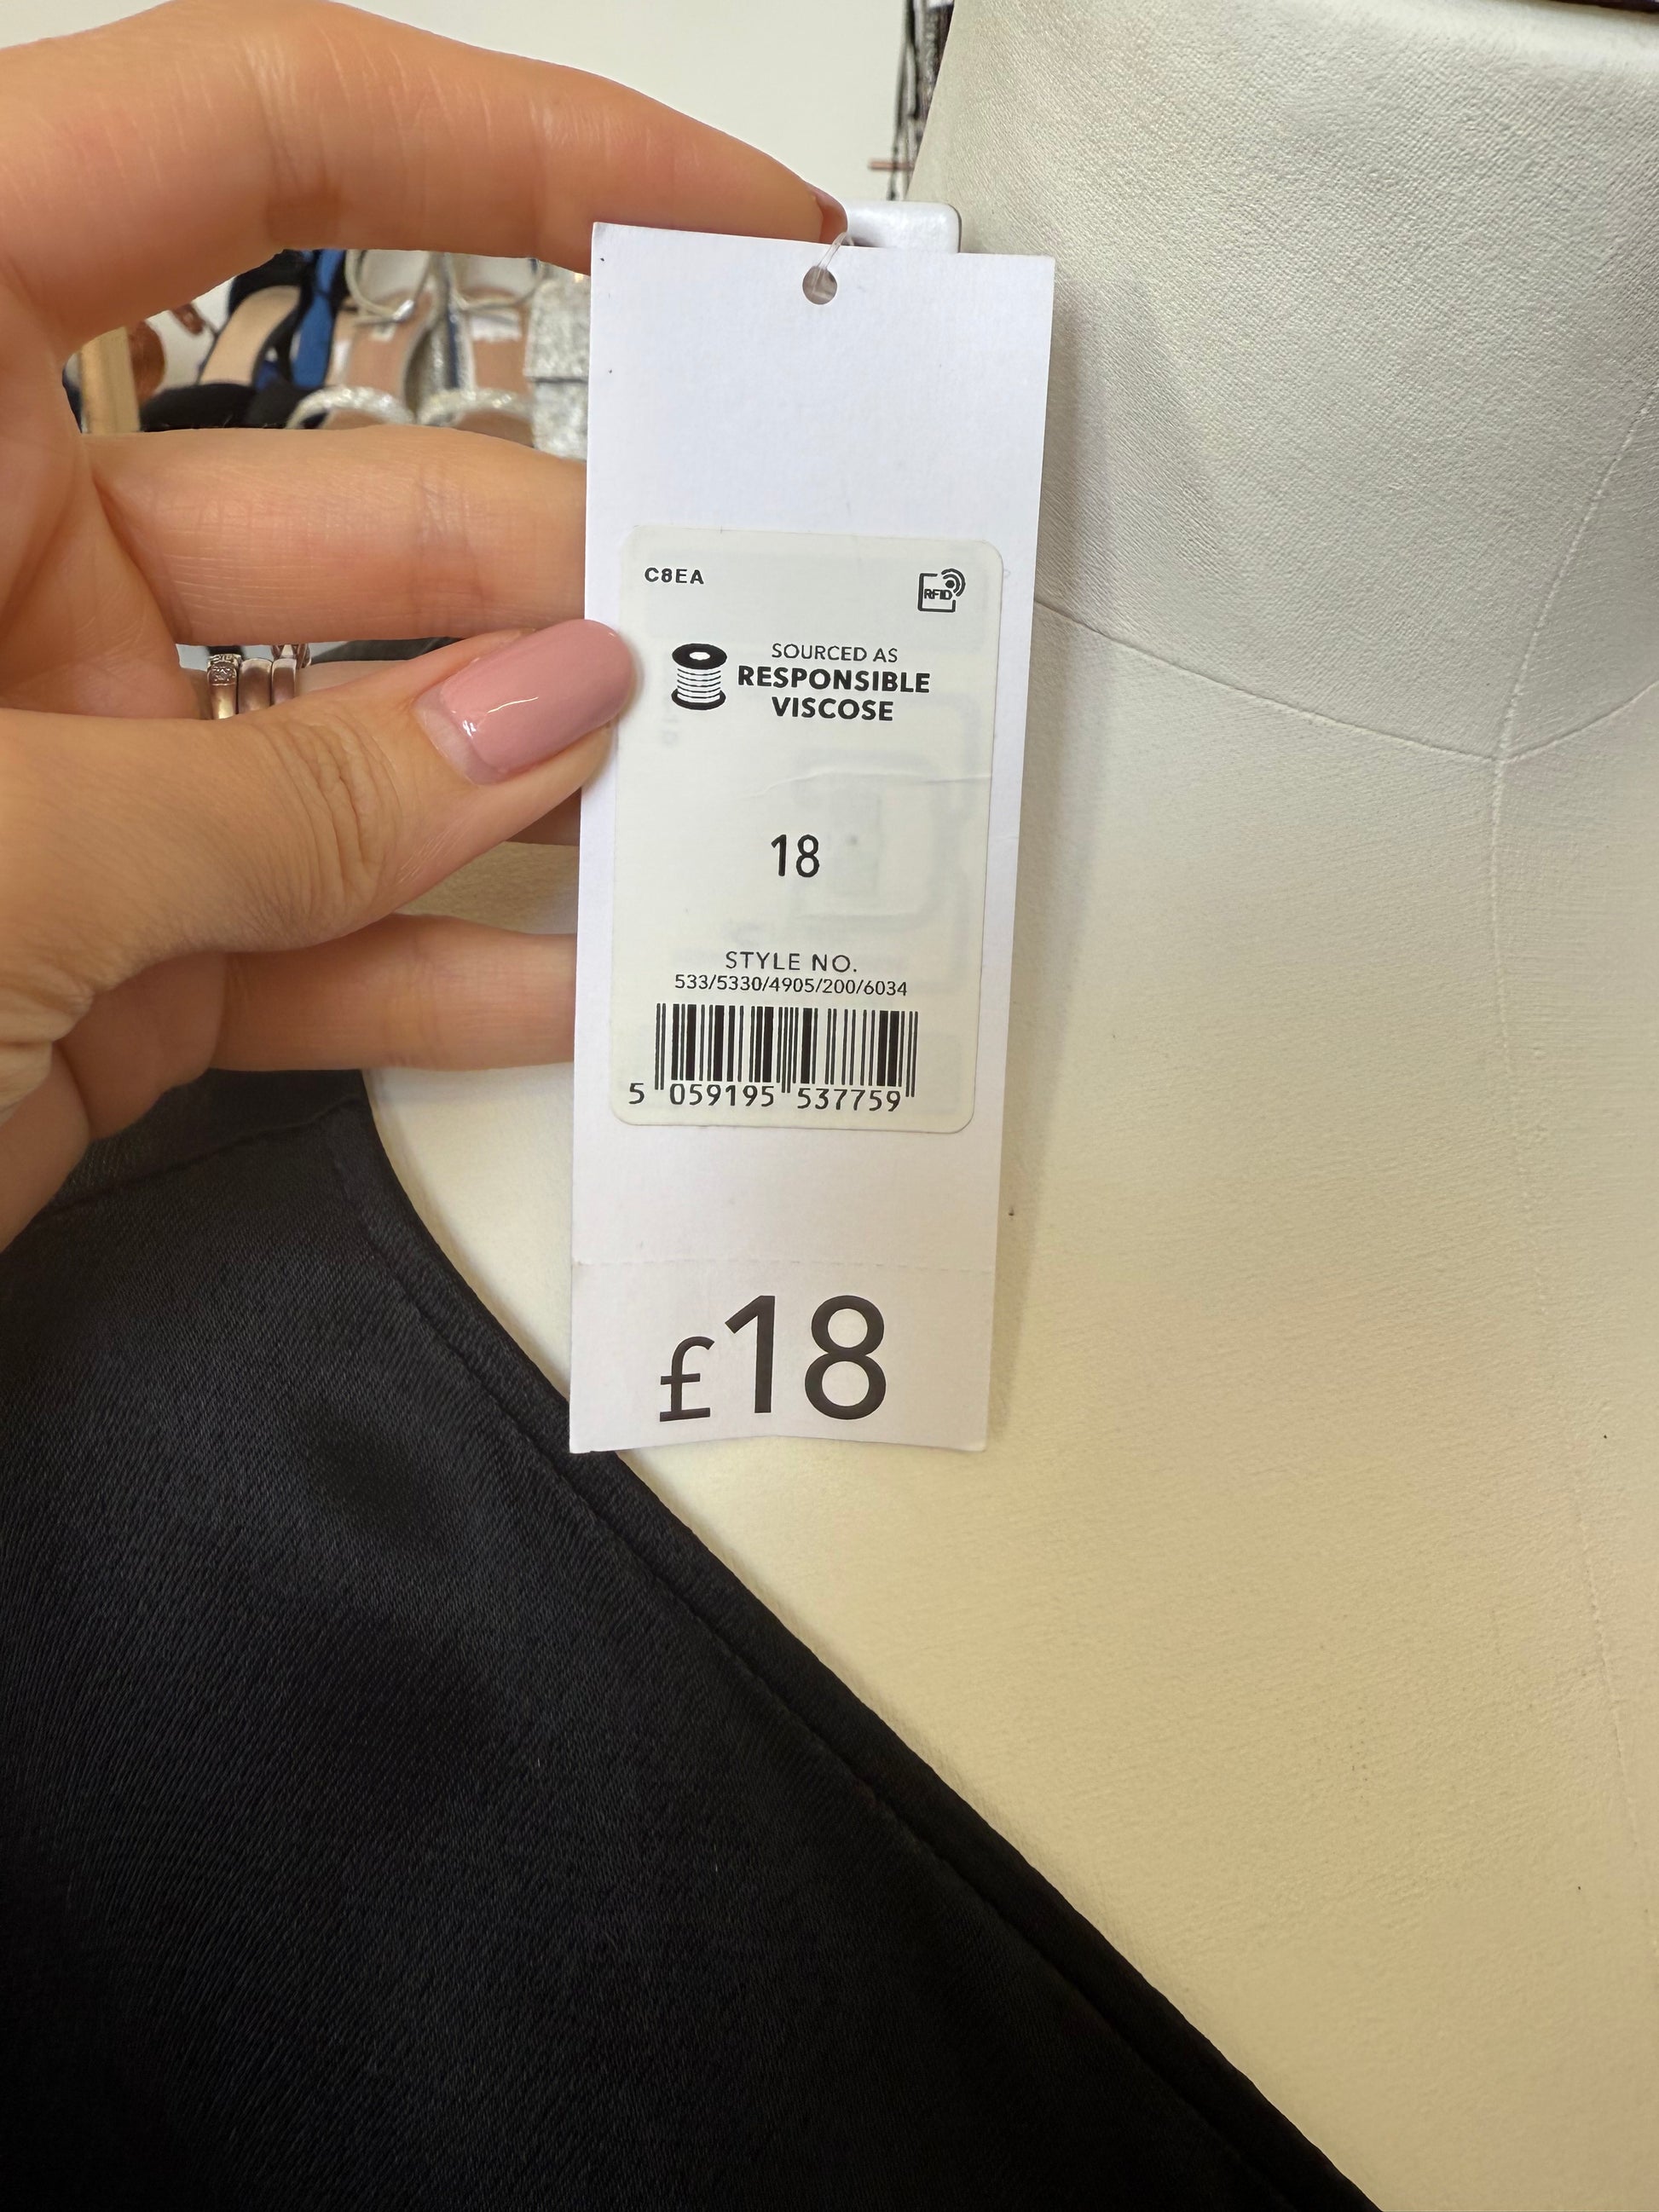 C8EA
RFID
SOURCED AS
RESPONSIBLE
VISCOSE
18
STYLE NO.
533/5330/4905/200/6034
5 059195 537759
£18